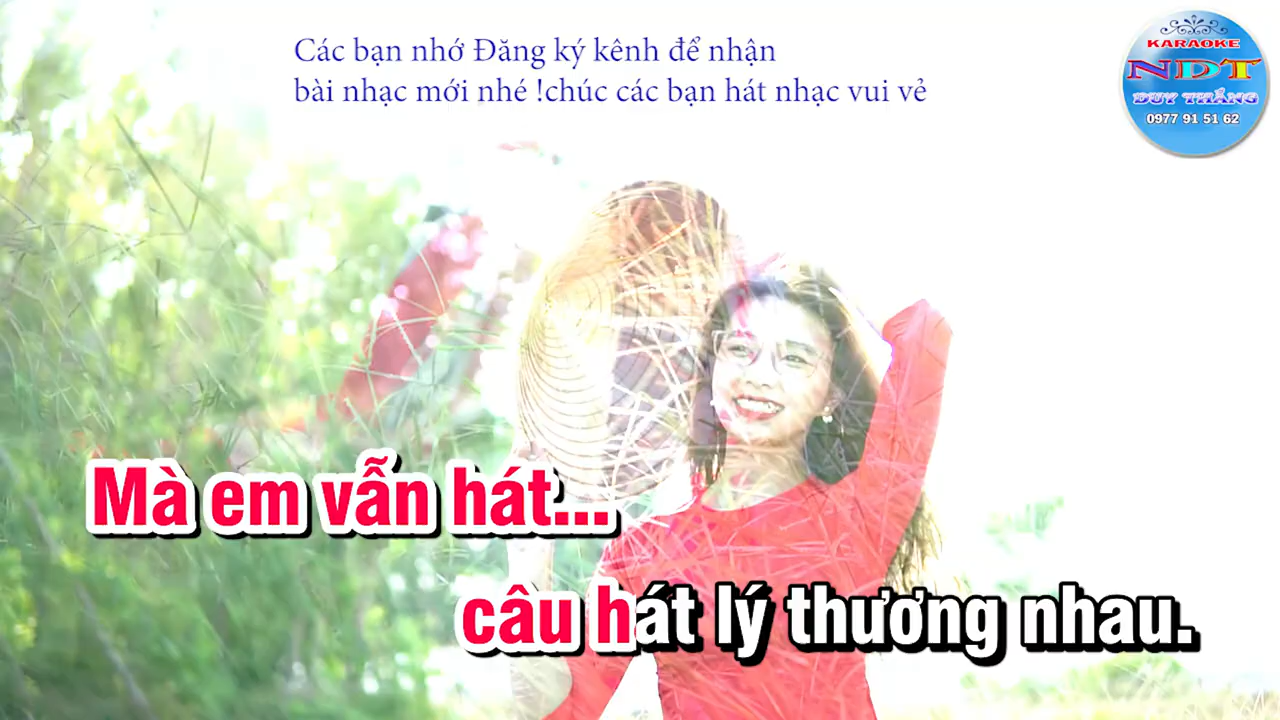 Các bạn nhớ Đăng ký kênh để nhận
bài nhạc mới nhé !chúc các bạn hát nhạc vui vẻ
KARAOKE
NDT
DUY THẮNG
0977 91 51 62
Mà em vẫn hát...
câu hát lý thương nhau.